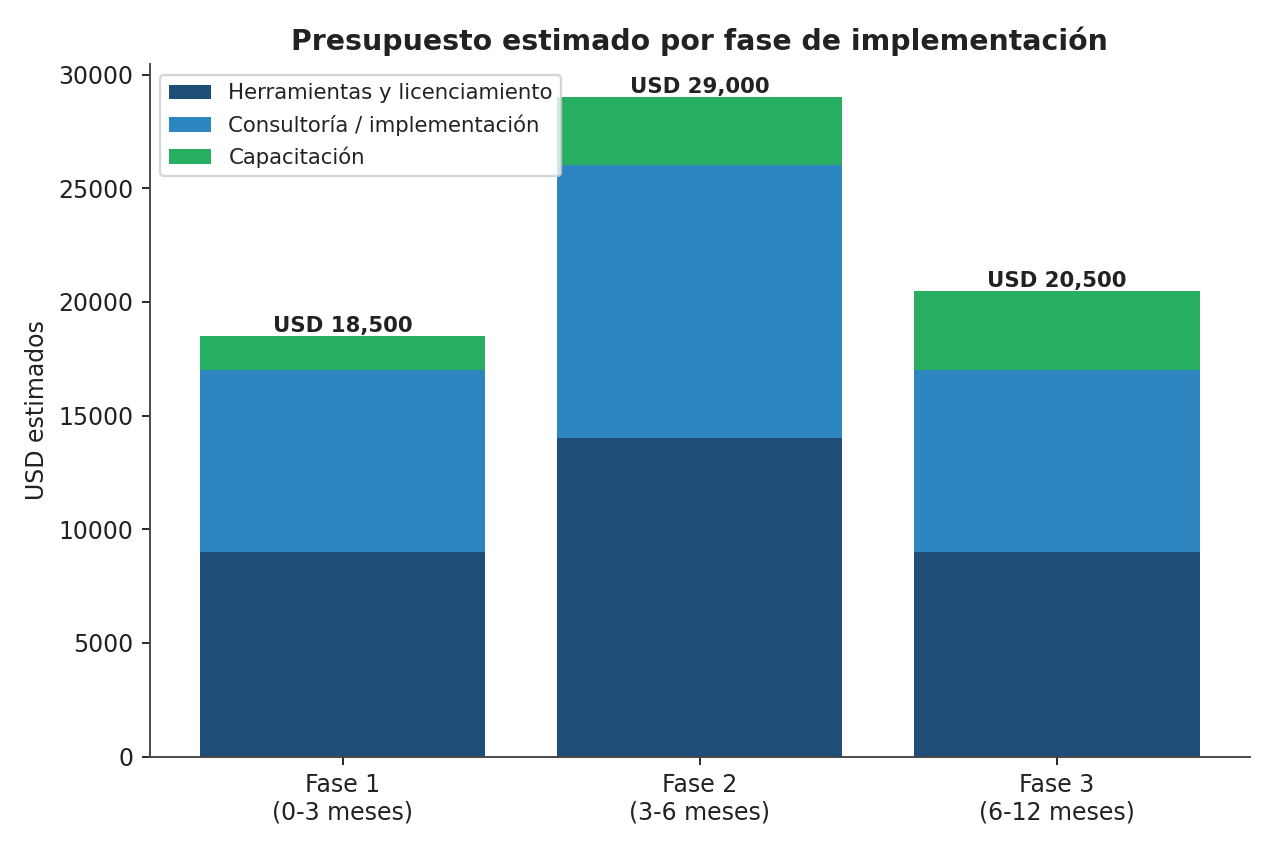 Presupuesto estimado por fase de implementación
USD estimados
30000
25000
20000
15000
10000
5000
0
Herramientas y licenciamiento
Consultoría / implementación
Capacitación
USD 18,500
USD 29,000
USD 20,500
Fase 1
(0-3 meses)
Fase 2
(3-6 meses)
Fase 3
(6-12 meses)